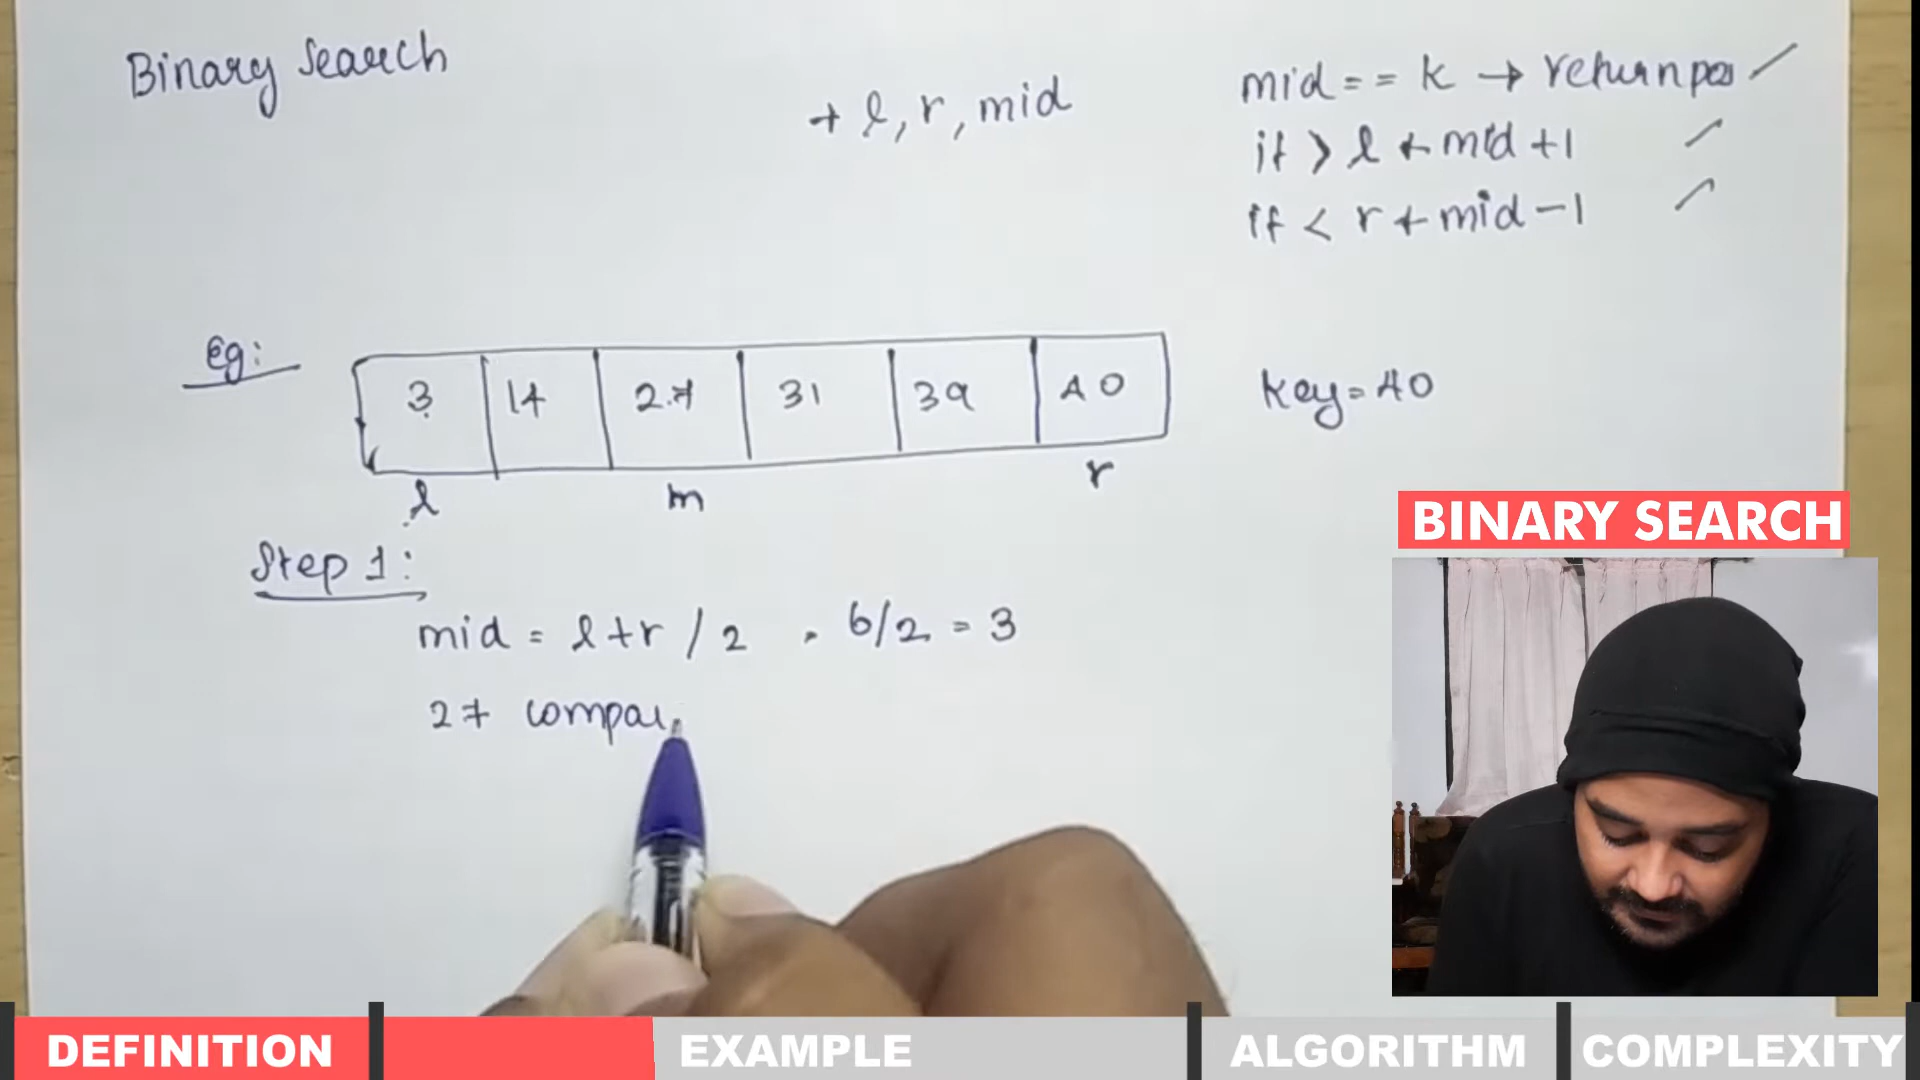 Binary Search
→ l, r, mid
mid == k → return pos
if > l ← mid +1
if < r ← mid -1
Eg:
3 14 27 31 39 40
key = 40
l m r
Step 1:
mid = l+r / 2 = 6/2 = 3
27 compar
BINARY SEARCH
DEFINITION EXAMPLE ALGORITHM COMPLEXITY